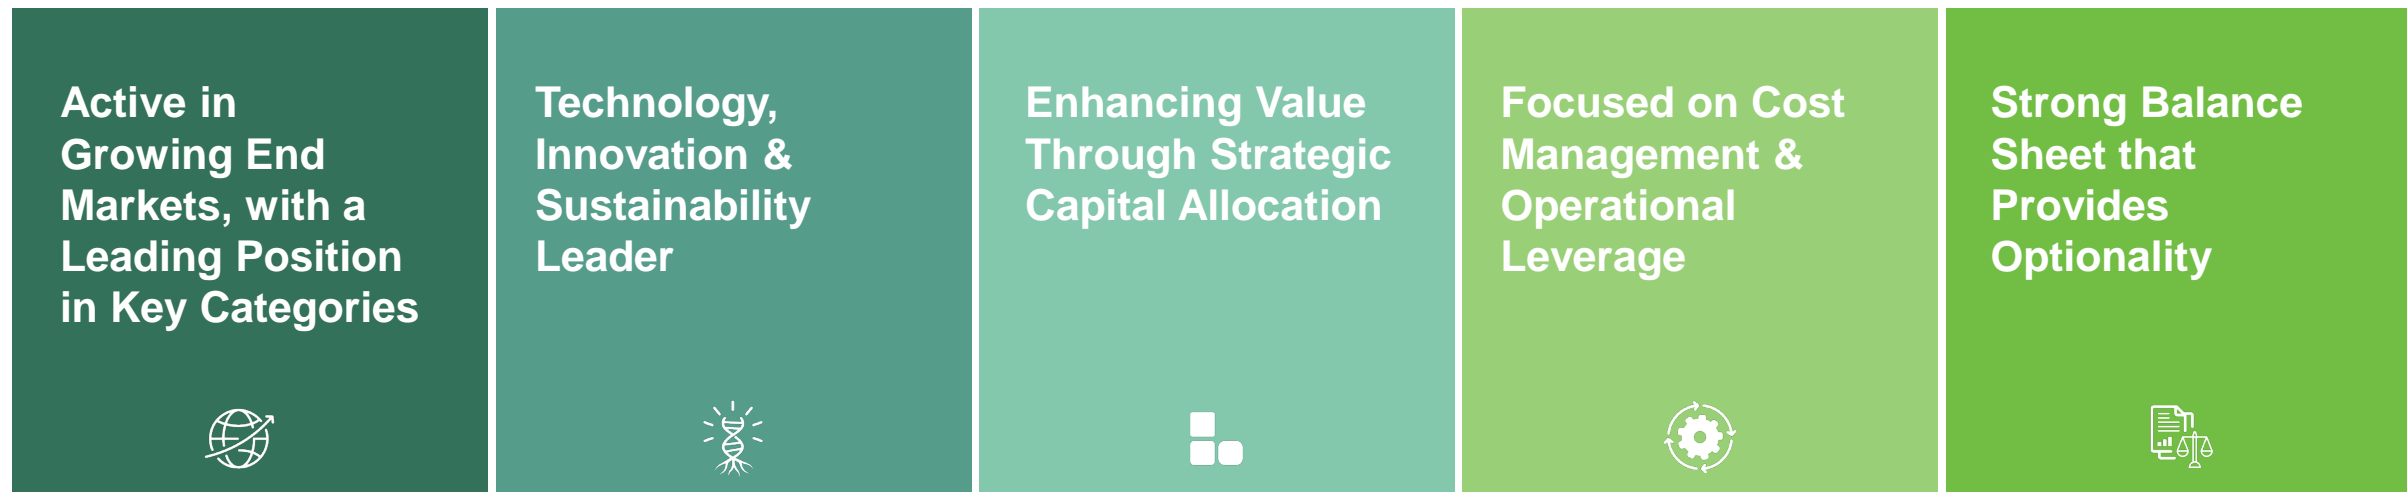 Active in
Growing End
Markets, with a
Leading Position
in Key Categories
Technology,
Innovation &
Sustainability
Leader
Enhancing Value
Through Strategic
Capital Allocation
Focused on Cost
Management &
Operational
Leverage
Strong Balance
Sheet that
Provides
Optionality